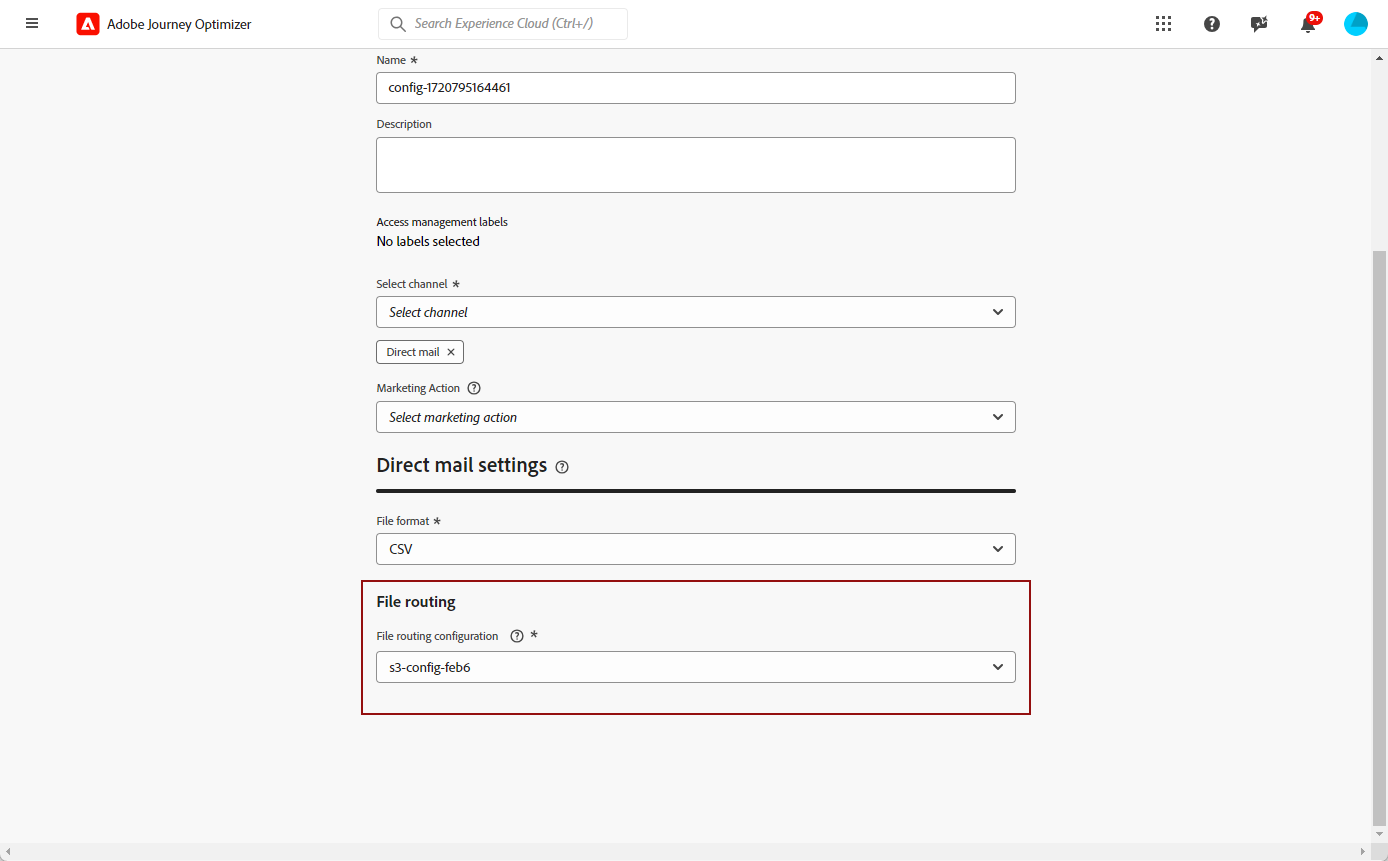 Adobe Journey Optimizer
Search Experience Cloud (Ctrl+/)
9+
Name *
config-1720795164461
Description
Access management labels
No labels selected
Select channel *
Select channel
Direct mail ×
Marketing Action ?
Select marketing action
Direct mail settings ?
File format *
CSV
File routing
File routing configuration ? *
s3-config-feb6